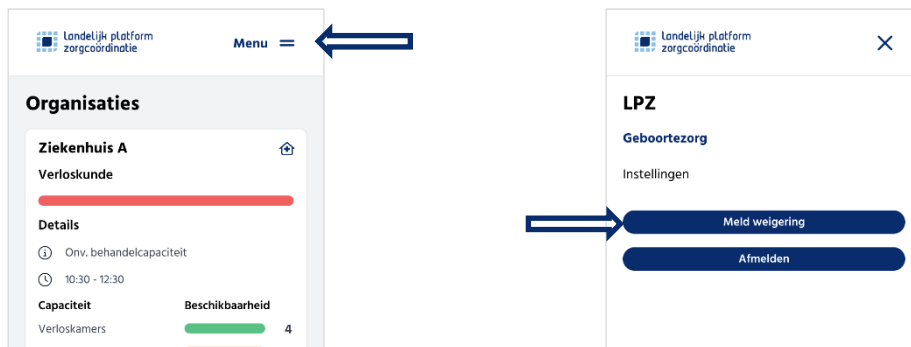 Landelijk platform
zorgcoördinatie
Menu
Organisaties
Ziekenhuis A
Verloskunde
Details
Onv. behandelcapaciteit
10:30 - 12:30
Capaciteit Beschikbaarheid
Verloskamers 4
Landelijk platform
zorgcoördinatie
LPZ
Geboortezorg
Instellingen
Meld weigering
Afmelden